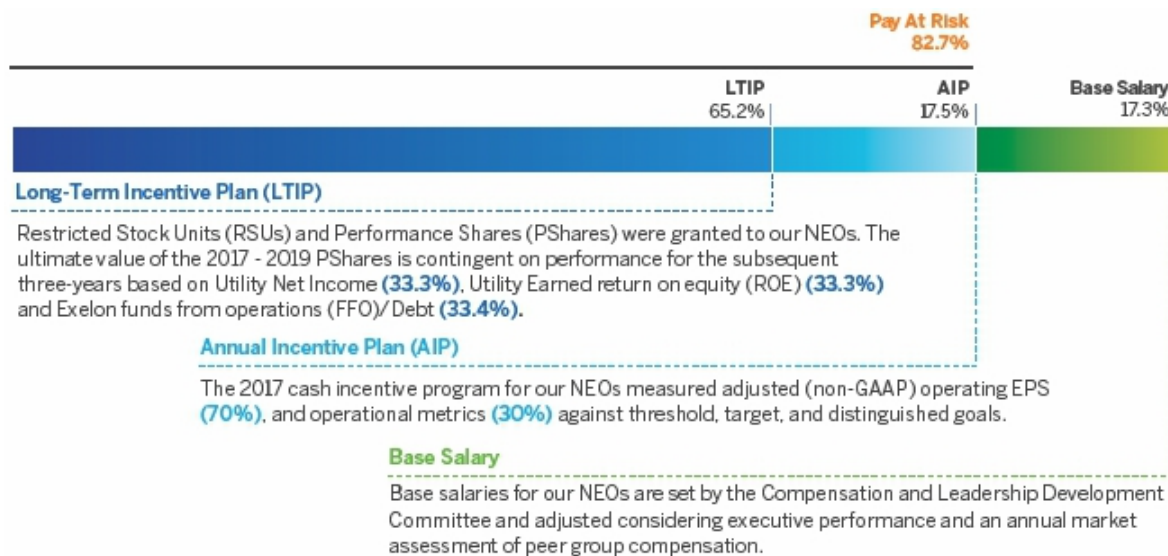 Pay At Risk
82.7%
LTIP
65.2%
AIP
17.5%
Base Salary
17.3%
Long-Term Incentive Plan (LTIP)
Restricted Stock Units (RSUs) and Performance Shares (PShares) were granted to our NEOs. The
ultimate value of the 2017 - 2019 PShares is contingent on performance for the subsequent
three-years based on Utility Net Income (33.3%), Utility Earned return on equity (ROE) (33.3%)
and Exelon funds from operations (FFO)/Debt (33.4%).
Annual Incentive Plan (AIP)
The 2017 cash incentive program for our NEOs measured adjusted (non-GAAP) operating EPS
(70%), and operational metrics (30%) against threshold, target, and distinguished goals.
Base Salary
Base salaries for our NEOs are set by the Compensation and Leadership Development
Committee and adjusted considering executive performance and an annual market
assessment of peer group compensation.